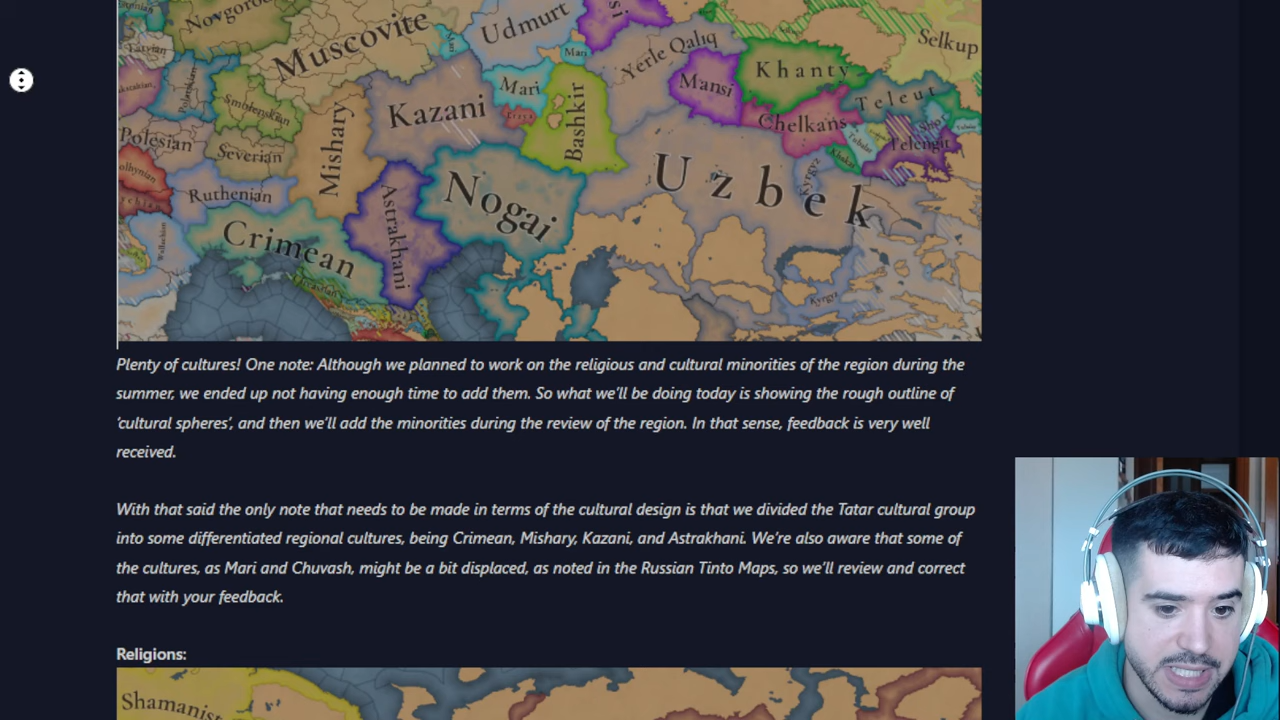 Novgoro
Muscovite
Udmurt
Selkup
Yerle Qalıq
Khanty
Mansi
Mari
Mari
Kazani
Bashkir
Teleut
Chelkans
Smolenskian
Mishary
Polesian
Severian
Telengit
Uzbek
Nogai
Astrakhani
Ruthenian
Crimean
Wallachian
Kyrgyz
Plenty of cultures! One note: Although we planned to work on the religious and cultural minorities of the region during the
summer, we ended up not having enough time to add them. So what we'll be doing today is showing the rough outline of
'cultural spheres', and then we'll add the minorities during the review of the region. In that sense, feedback is very well
received.
With that said the only note that needs to be made in terms of the cultural design is that we divided the Tatar cultural group
into some differentiated regional cultures, being Crimean, Mishary, Kazani, and Astrakhani. We're also aware that some of
the cultures, as Mari and Chuvash, might be a bit displaced, as noted in the Russian Tinto Maps, so we'll review and correct
that with your feedback.
Religions:
Shamanist